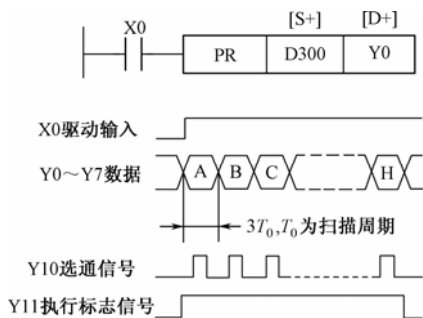 X0
[S+]
[D+]
PR
D300
Y0
X0驱动输入
Y0～Y7数据
A
B
C
H
3T₀,T₀为扫描周期
Y10选通信号
Y11执行标志信号